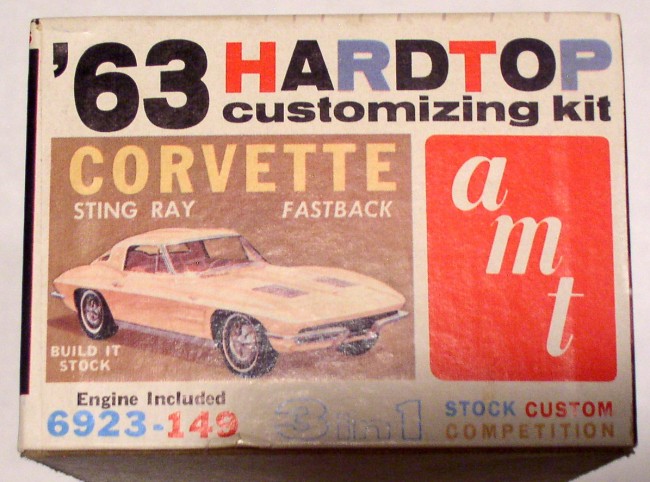 '63 HARDTOP
customizing kit
CORVETTE
STING RAY FASTBACK
amt
BUILD IT
STOCK
Engine Included
6923-149
3 in 1
STOCK CUSTOM
COMPETITION